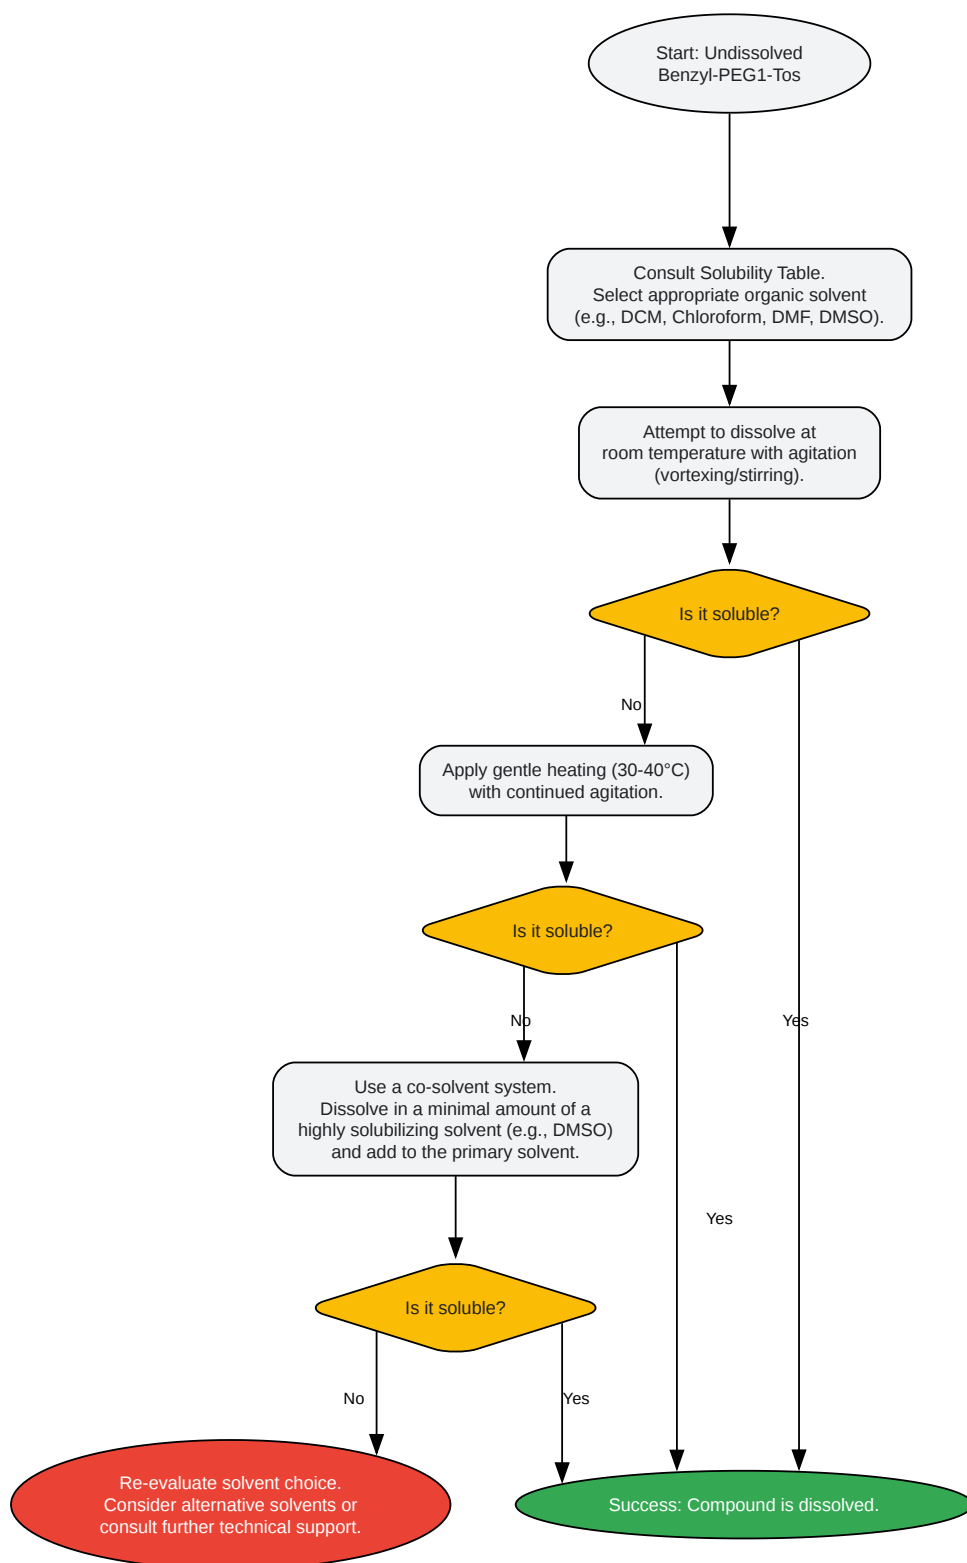 Start: Undissolved
Benzyl-PEG1-Tos
Consult Solubility Table.
Select appropriate organic solvent
(e.g., DCM, Chloroform, DMF, DMSO).
Attempt to dissolve at
room temperature with agitation
(vortexing/stirring).
Is it soluble?
No
Apply gentle heating (30-40°C)
with continued agitation.
Is it soluble?
No
Yes
Use a co-solvent system.
Dissolve in a minimal amount of a
highly solubilizing solvent (e.g., DMSO)
and add to the primary solvent.
Yes
Is it soluble?
No
Yes
Re-evaluate solvent choice.
Consider alternative solvents or
consult further technical support.
Success: Compound is dissolved.